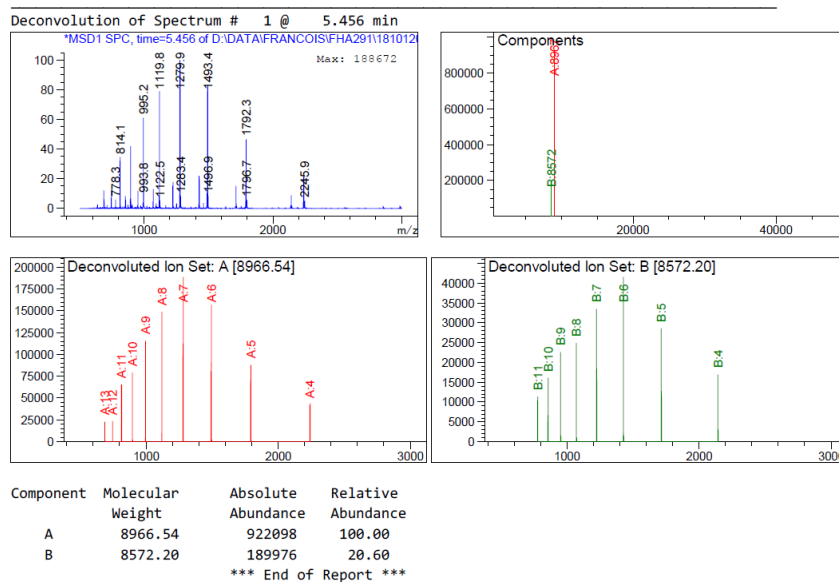 Deconvolution of Spectrum # 1 @ 5.456 min
*MSD1 SPC, time=5.456 of D:\DATA\FRANCOIS\FHA291\181012
Max: 188672
100
80
60
40
20
0
778.3
814.1
993.8
995.2
1119.8
1122.5
1279.9
1283.4
1493.4
1496.9
1792.3
1796.7
2245.9
1000
2000
m/z
Components
800000
600000
400000
200000
B:8572
20000
40000
Deconvoluted Ion Set: A [8966.54]
200000
175000
150000
125000
100000
75000
50000
25000
0
A:13
A:12
A:11
A:10
A:9
A:8
A:7
A:6
A:5
A:4
1000
2000
3000
Deconvoluted Ion Set: B [8572.20]
40000
35000
30000
25000
20000
15000
10000
5000
0
B:11
B:10
B:9
B:8
B:7
B:6
B:5
B:4
1000
2000
Component Molecular Absolute Relative
Weight Abundance Abundance
A 8966.54 922098 100.00
B 8572.20 189976 20.60
*** End of Report ***